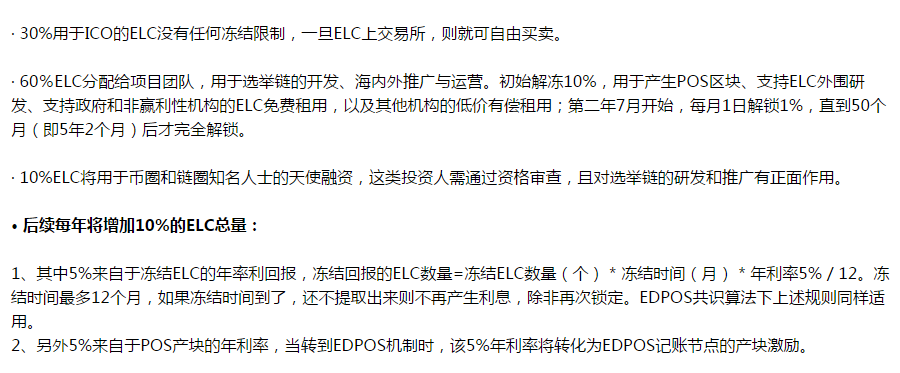 · 30%用于ICO的ELC没有任何冻结限制，一旦ELC上交易所，则就可自由买卖。
· 60%ELC分配给项目团队，用于选举链的开发、海内外推广与运营。初始解冻10%，用于产生POS区块、支持ELC外围研
发、支持政府和非赢利性机构的ELC免费租用，以及其他机构的低价有偿租用；第二年7月开始，每月1日解锁1%，直到50个
月（即5年2个月）后才完全解锁。
· 10%ELC将用于币圈和链圈知名人士的天使融资，这类投资人需通过资格审查，且对选举链的研发和推广有正面作用。
• 后续每年将增加10%的ELC总量：
1、其中5%来自于冻结ELC的年率利回报，冻结回报的ELC数量=冻结ELC数量（个）* 冻结时间（月）* 年利率5% / 12。冻
结时间最多12个月，如果冻结时间到了，还不提取出来则不再产生利息，除非再次锁定。EDPOS共识算法下上述规则同样适
用。
2、另外5%来自于POS产块的年利率，当转到EDPOS机制时，该5%年利率将转化为EDPOS记账节点的产块激励。